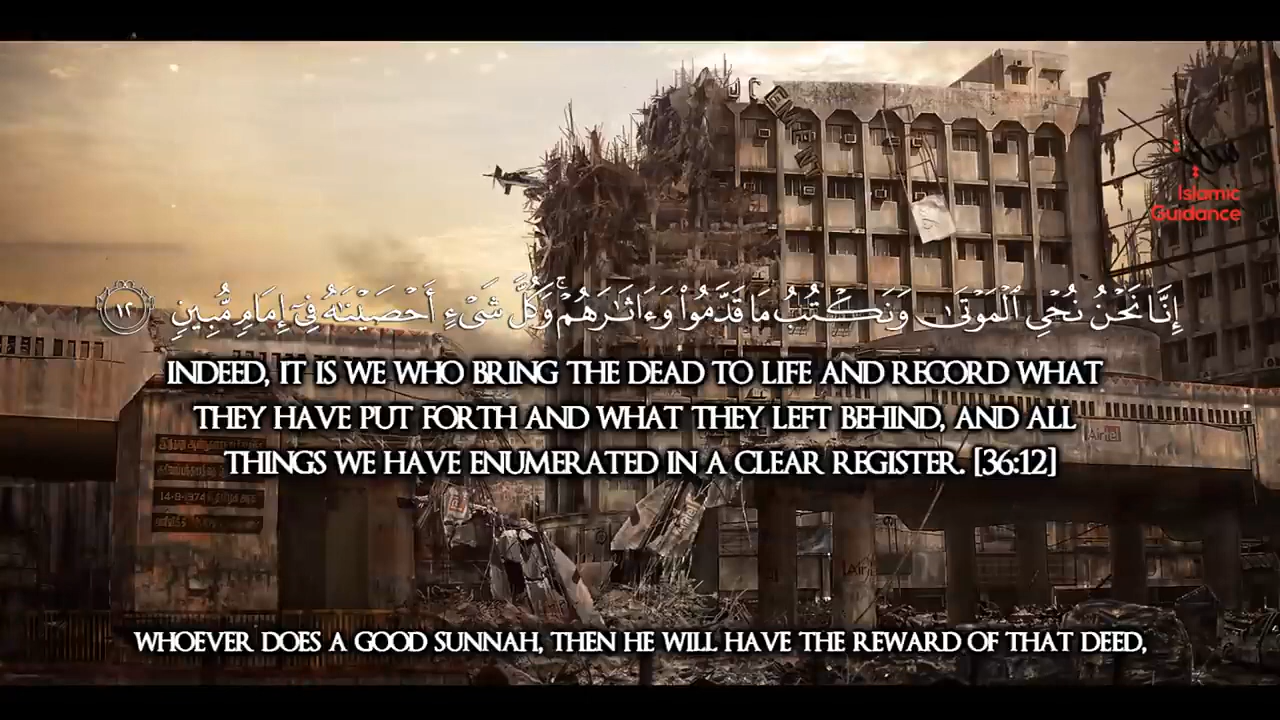 Islamic
Guidance
إِنَّا نَحْنُ نُحْيِ الْمَوْتَىٰ وَنَكْتُبُ مَا قَدَّمُوا۟ وَءَاثَـٰرَهُمْ ۚ وَكُلَّ شَىْءٍ أَحْصَيْنَـٰهُ فِىٓ إِمَامٍ مُّبِينٍ ١٢
INDEED, IT IS WE WHO BRING THE DEAD TO LIFE AND RECORD WHAT
THEY HAVE PUT FORTH AND WHAT THEY LEFT BEHIND, AND ALL
THINGS WE HAVE ENUMERATED IN A CLEAR REGISTER. [36:12]
Airtel
14-9-1974
Airtel
WHOEVER DOES A GOOD SUNNAH, THEN HE WILL HAVE THE REWARD OF THAT DEED,